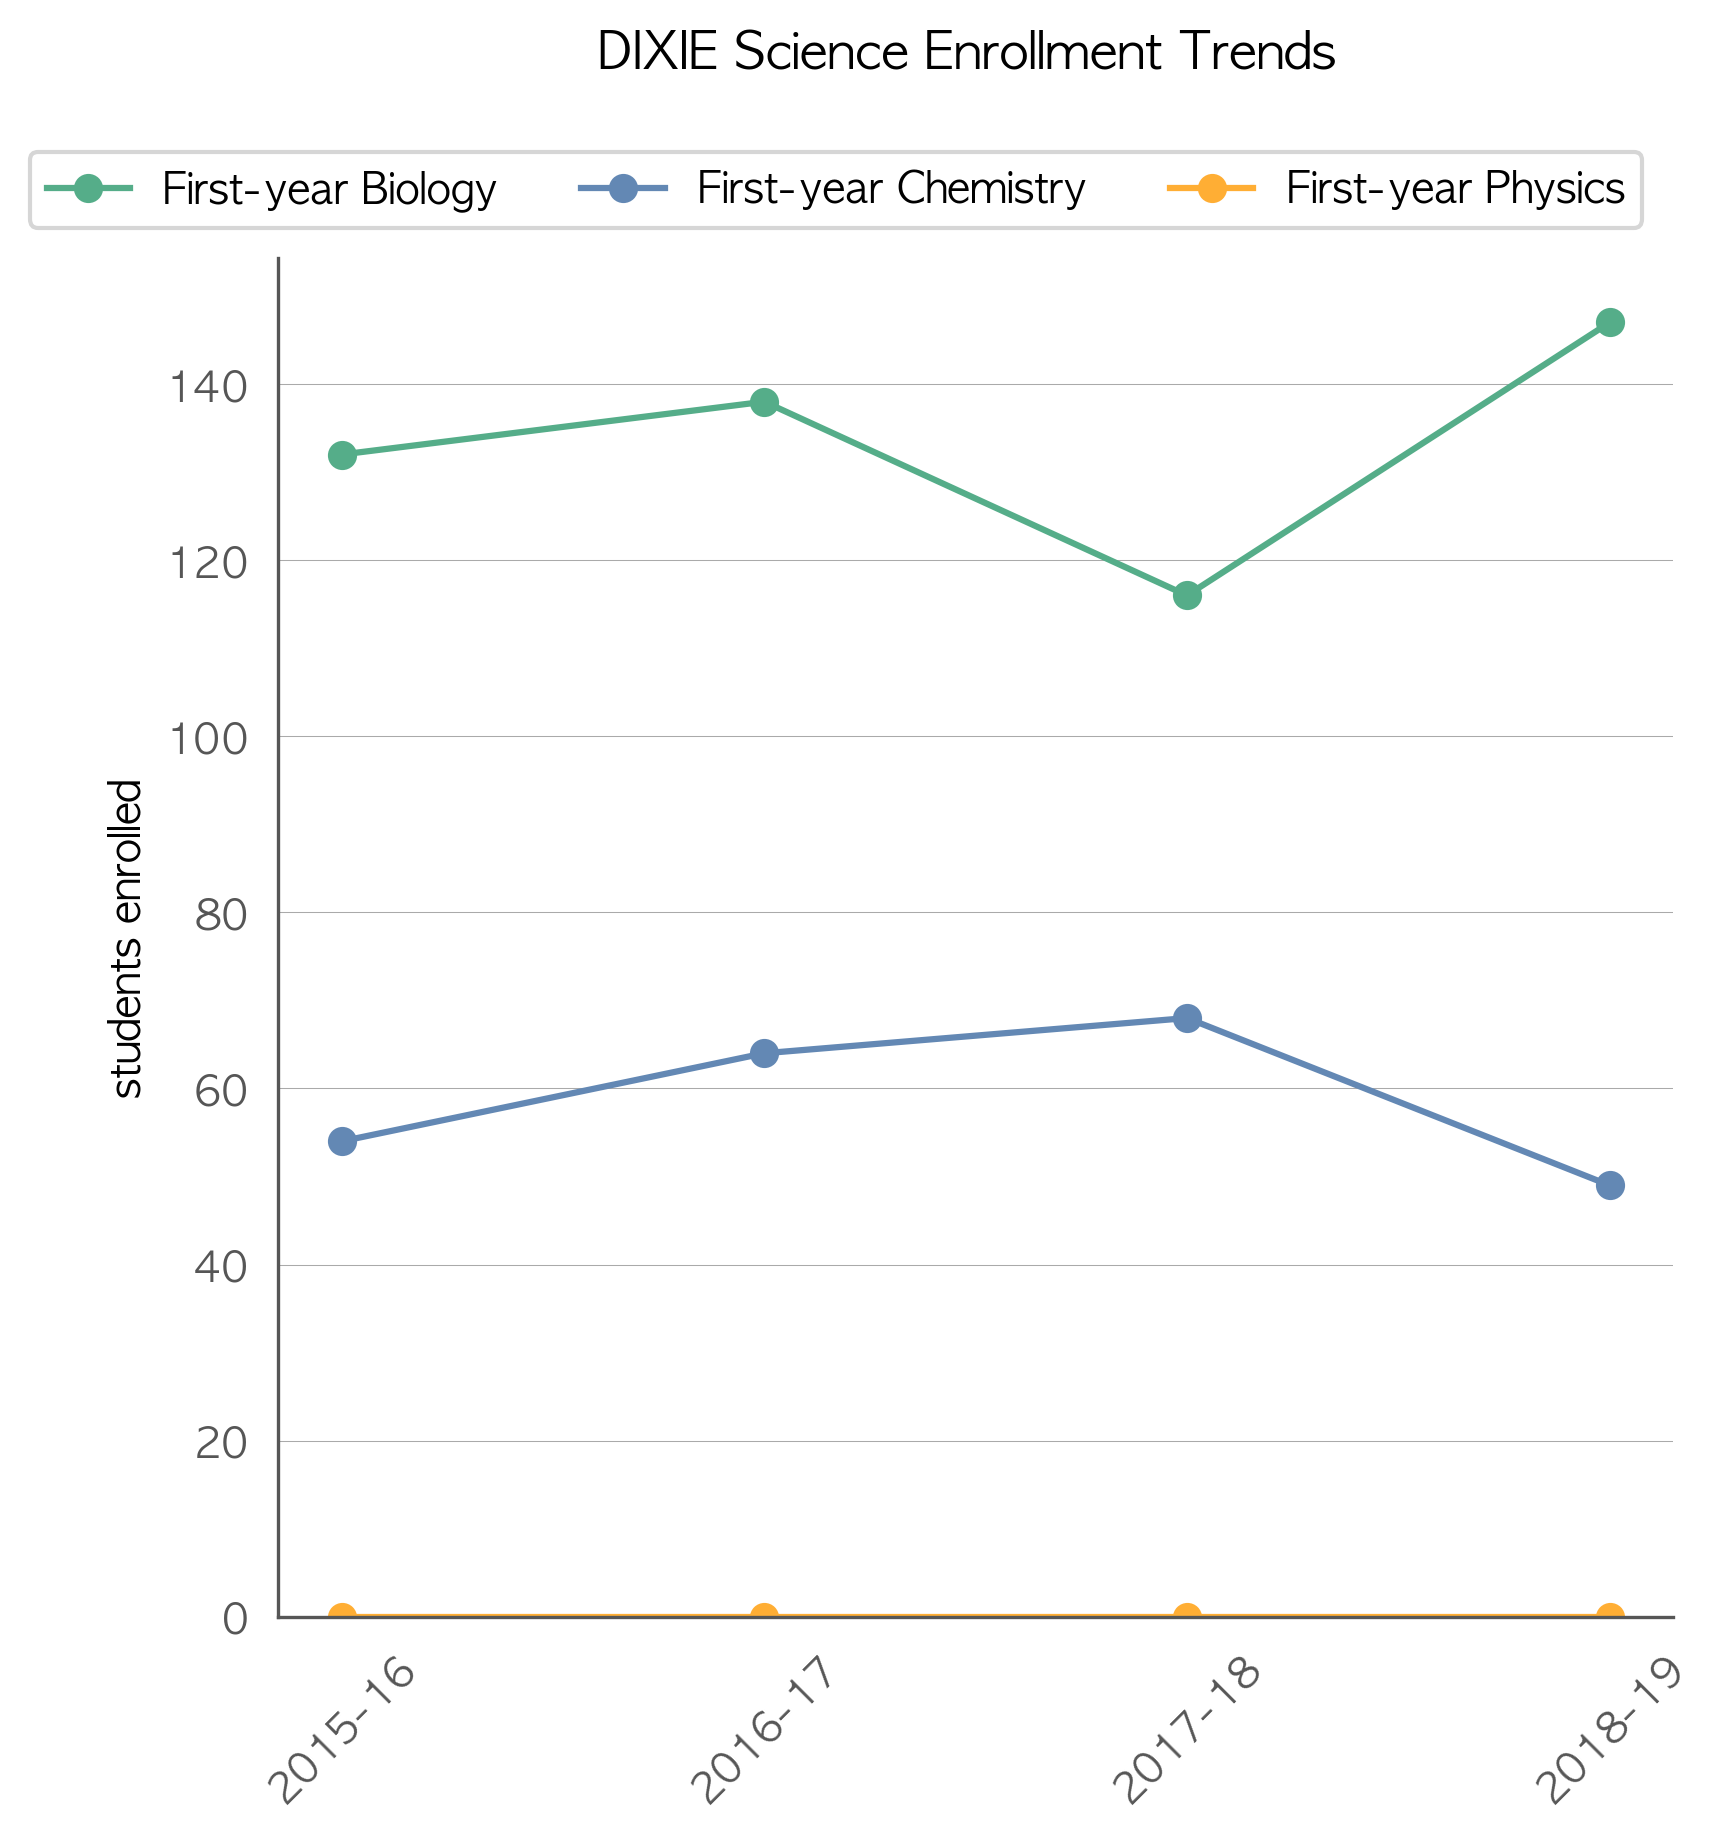 DIXIE Science Enrollment Trends
First-year Biology
First-year Chemistry
First-year Physics
140
120
100
80
60
40
20
0
students enrolled
2015-16
2016-17
2017-18
2018-19